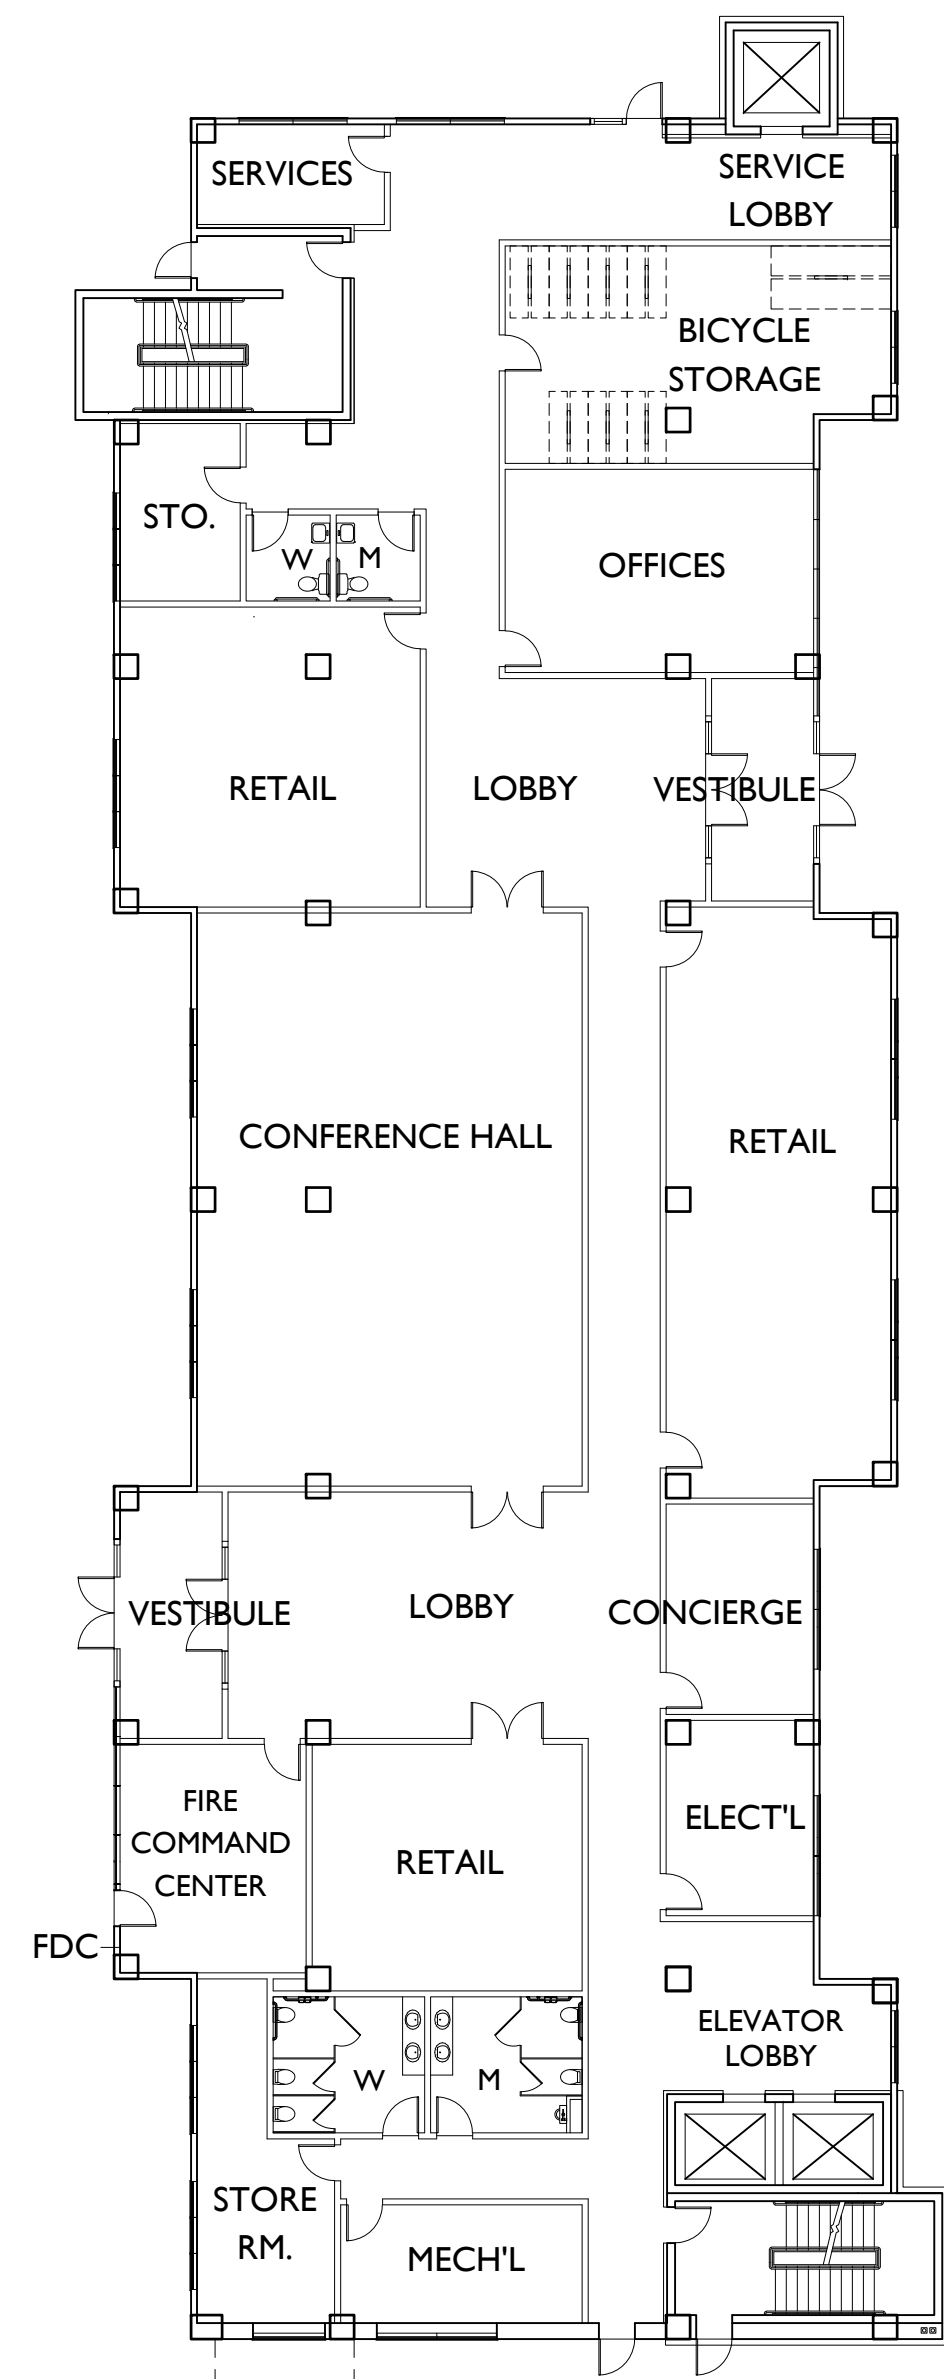 SERVICES
SERVICE
LOBBY
BICYCLE
STORAGE
STO.
W
M
OFFICES
RETAIL
LOBBY
VESTIBULE
CONFERENCE HALL
RETAIL
VESTIBULE
LOBBY
CONCIERGE
FIRE
COMMAND
CENTER
RETAIL
ELECT'L
FDC
ELEVATOR
LOBBY
W
M
STORE
RM.
MECH'L